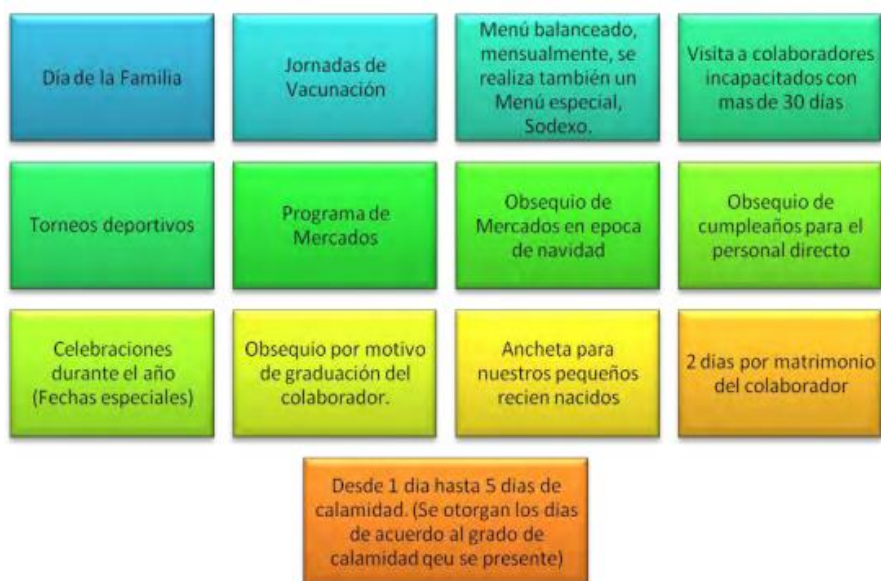 Día de la Familia
Jornadas de
Vacunación
Menú balanceado,
mensualmente, se
realiza también un
Menú especial,
Sodexo.
Visita a colaboradores
incapacitados con
mas de 30 días
Torneos deportivos
Programa de
Mercados
Obsequio de
Mercados en epoca
de navidad
Obsequio de
cumpleaños para el
personal directo
Celebraciones
durante el año
(Fechas especiales)
Obsequio por motivo
de graduación del
colaborador.
Ancheta para
nuestros pequeños
recien nacidos
2 dias por matrimonio
del colaborador
Desde 1 dia hasta 5 dias de
calamidad. (Se otorgan los dias
de acuerdo al grado de
calamidad qeu se presente)